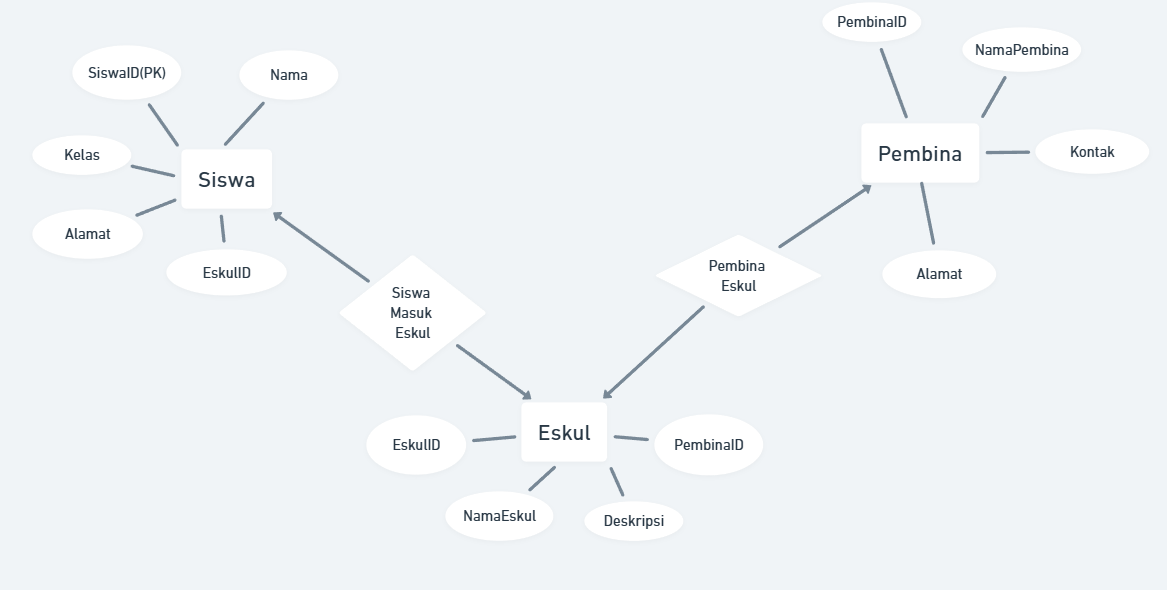 PembinaID
NamaPembina
SiswaID(PK)
Nama
Kelas
Siswa
Pembina
Kontak
Alamat
EskulID
Pembina
Eskul
Alamat
Siswa
Masuk
Eskul
EskulID
Eskul
PembinaID
NamaEskul
Deskripsi